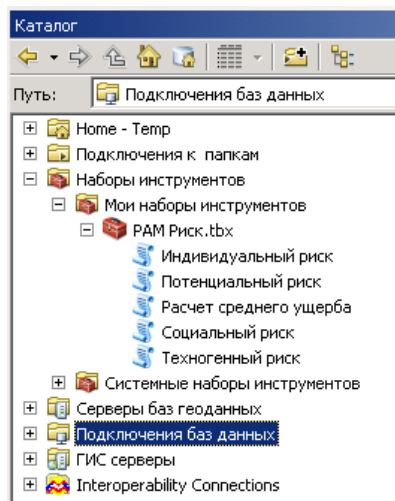 Каталог
Путь: Подключения баз данных
Home - Temp
Подключения к папкам
Наборы инструментов
Мои наборы инструментов
РАМ Риск.tbx
Индивидуальный риск
Потенциальный риск
Расчет среднего ущерба
Социальный риск
Техногенный риск
Системные наборы инструментов
Серверы баз геоданных
Подключения баз данных
ГИС серверы
Interoperability Connections